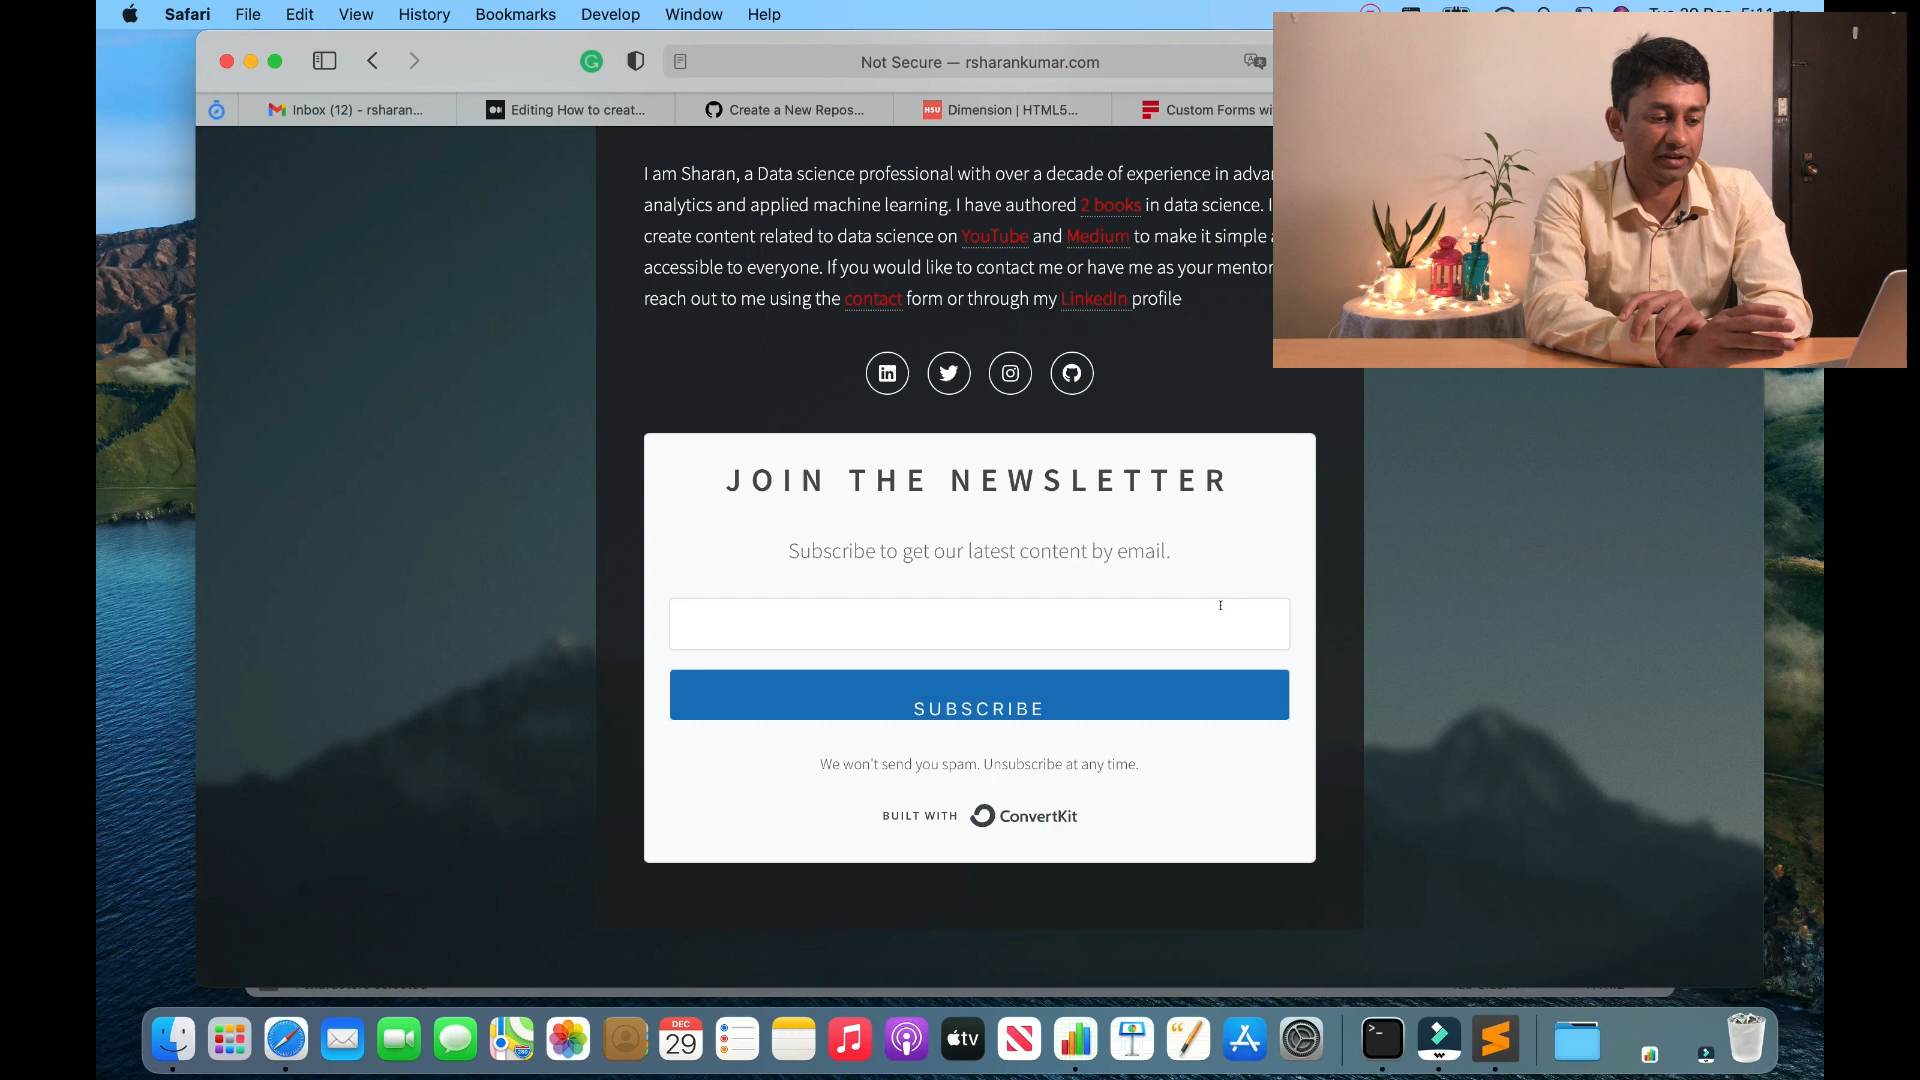 Safari File Edit View History Bookmarks Develop Window Help
Not Secure — rsharankumar.com
Inbox (12) - rsharan... Editing How to creat... Create a New Repos... HSU Dimension | HTML5... Custom Forms wi
I am Sharan, a Data science professional with over a decade of experience in adva
analytics and applied machine learning. I have authored 2 books in data science. I
create content related to data science on YouTube and Medium to make it simple
accessible to everyone. If you would like to contact me or have me as your mentor
reach out to me using the contact form or through my LinkedIn profile
JOIN THE NEWSLETTER
Subscribe to get our latest content by email.
SUBSCRIBE
We won't send you spam. Unsubscribe at any time.
BUILT WITH ConvertKit
DEC
29
tv
280